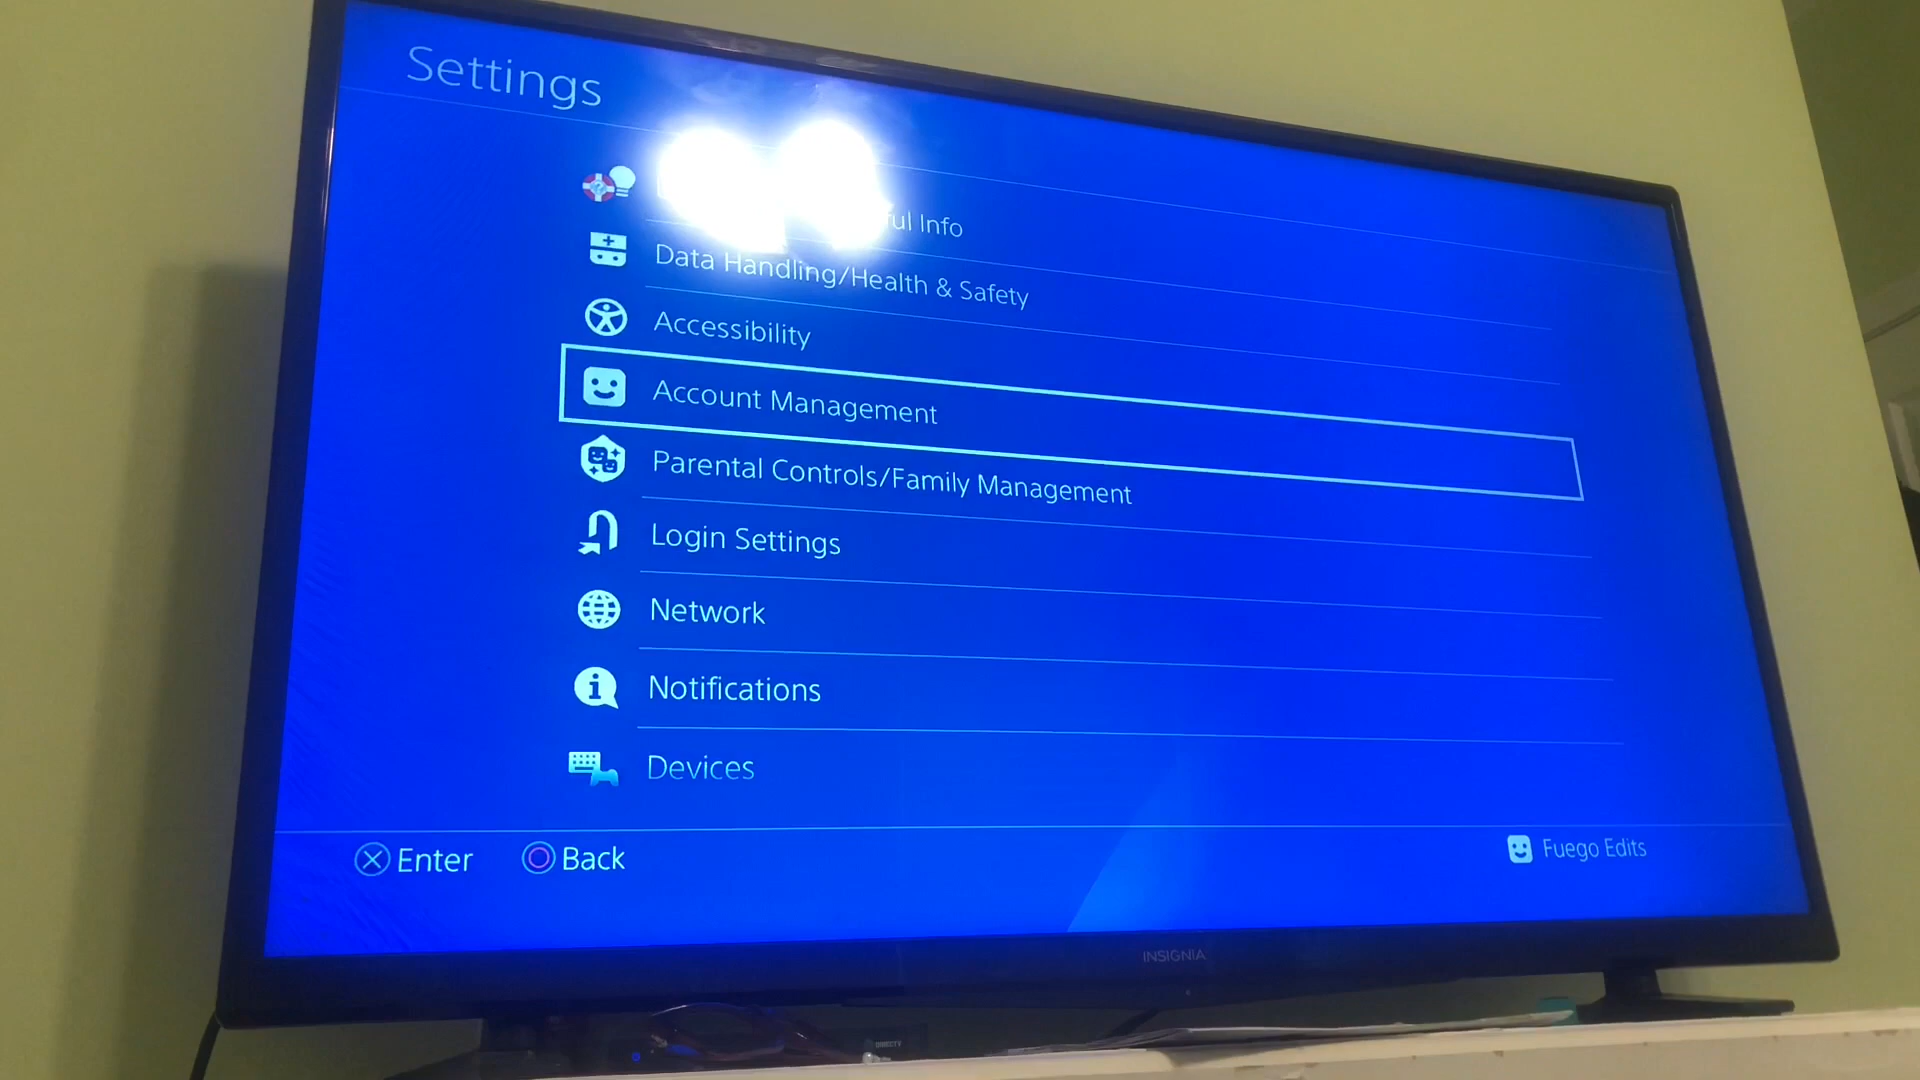 Settings
Info
Data Handling/Health & Safety
Accessibility
Account Management
Parental Controls/Family Management
Login Settings
Network
Notifications
Devices
Enter
Back
Fuego Edits
INSIGNIA